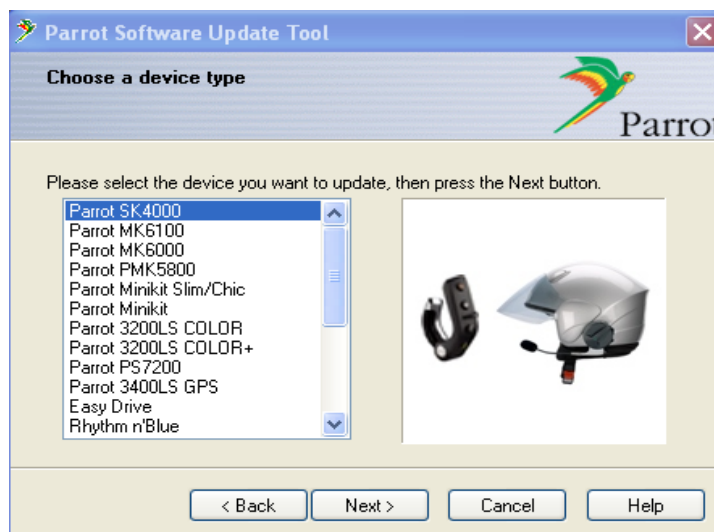 Parrot Software Update Tool
Choose a device type
Parrot
Please select the device you want to update, then press the Next button.
Parrot SK4000
Parrot MK6100
Parrot MK6000
Parrot PMK5800
Parrot Minikit Slim/Chic
Parrot Minikit
Parrot 3200LS COLOR
Parrot 3200LS COLOR+
Parrot PS7200
Parrot 3400LS GPS
Easy Drive
Rhythm n'Blue
< Back Next > Cancel Help